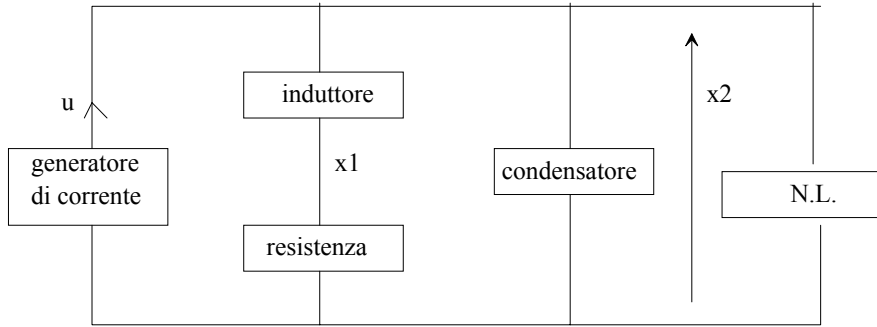 u
generatore
di corrente
induttore
x1
resistenza
condensatore
x2
N.L.